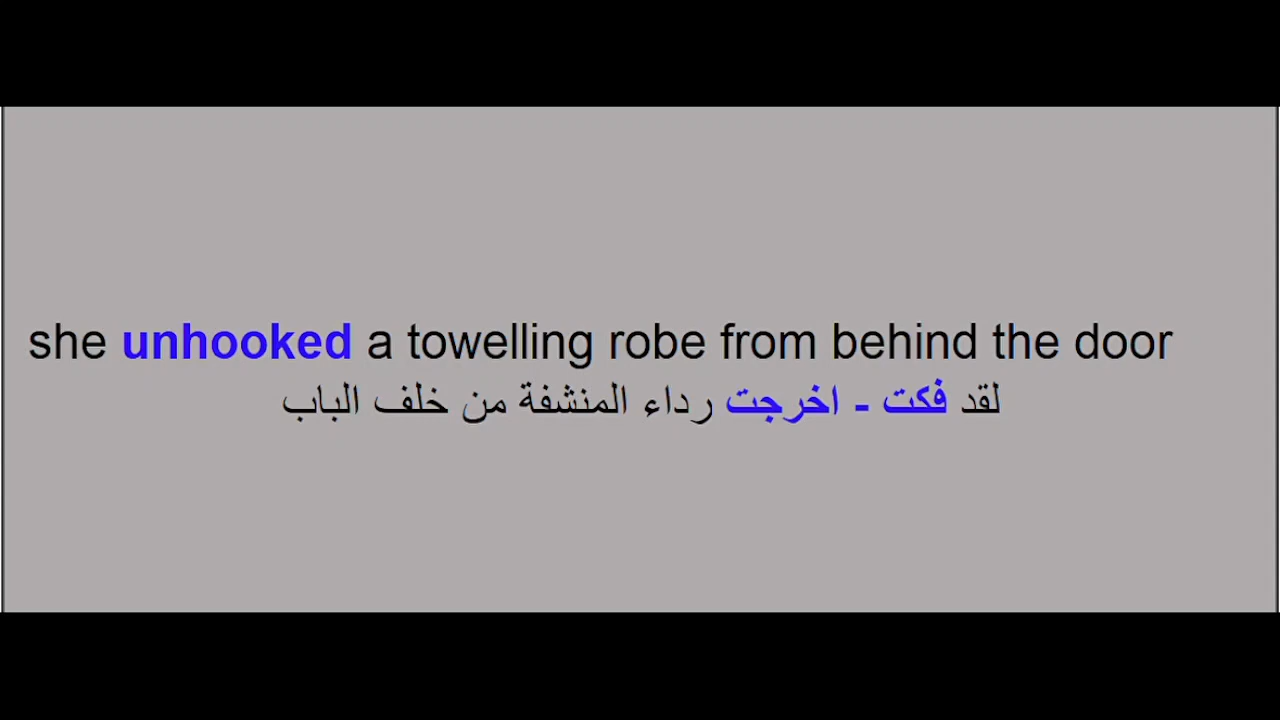 she unhooked a towelling robe from behind the door
لقد فكت - اخرجت رداء المنشفة من خلف الباب